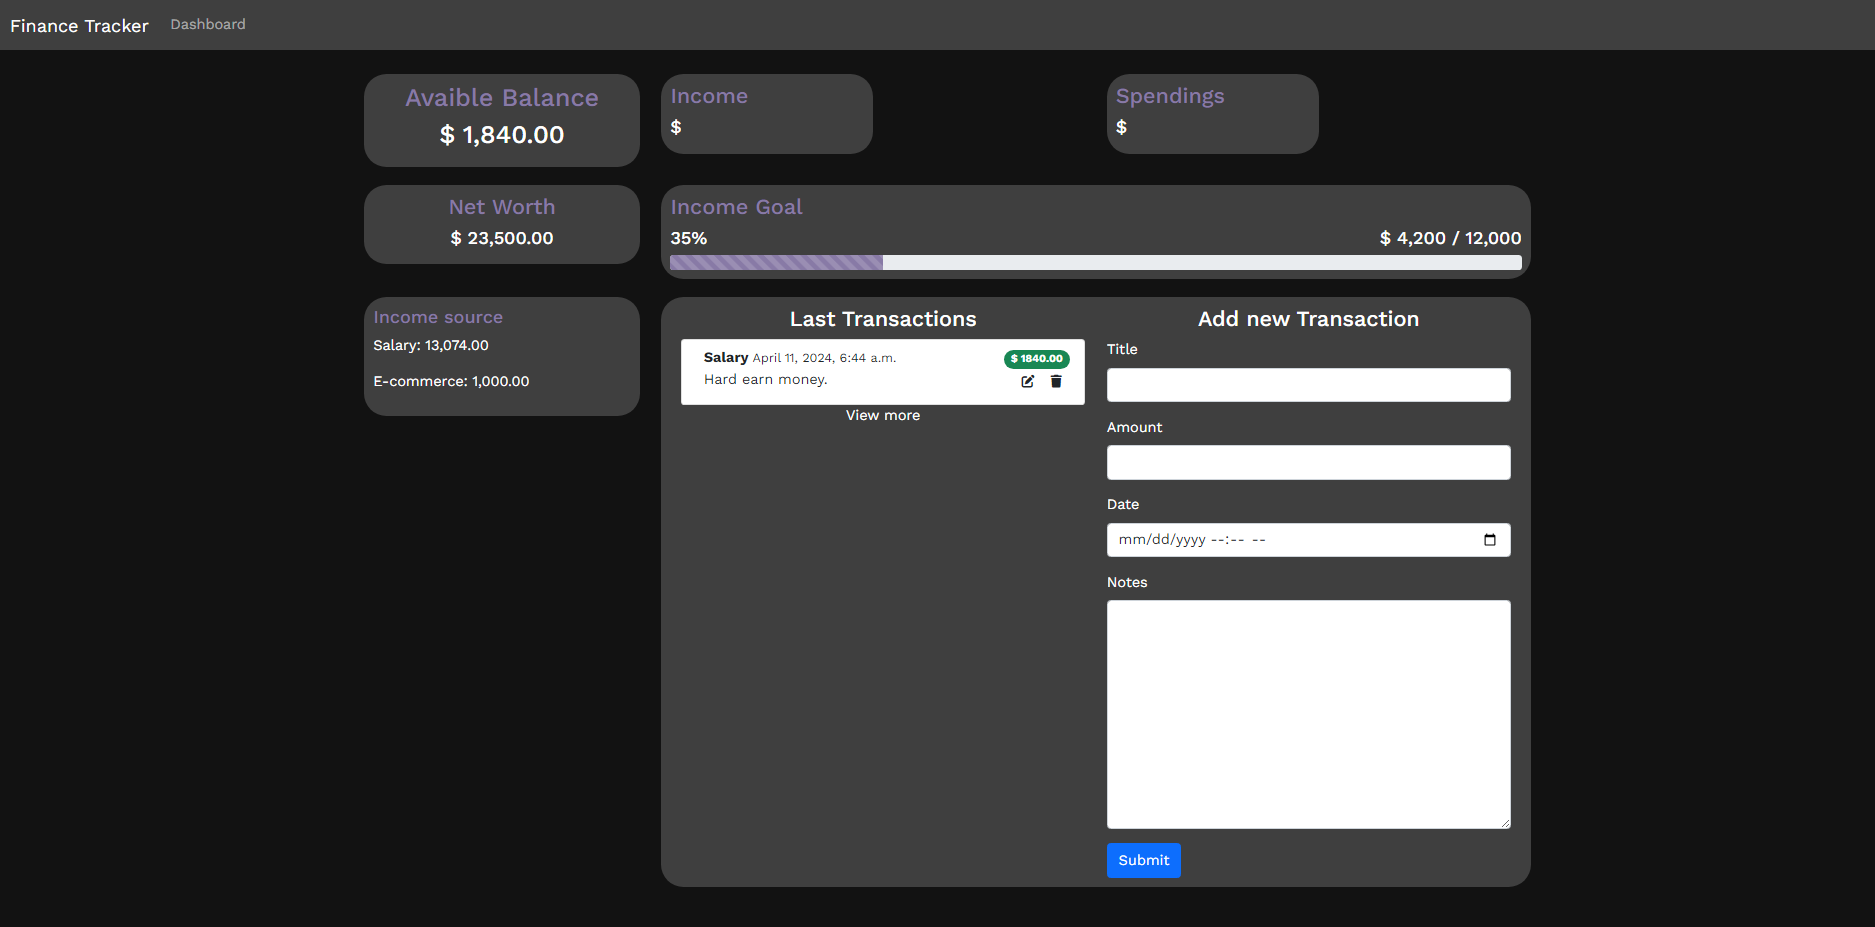 Finance Tracker Dashboard
Avaible Balance
$ 1,840.00
Income
$
Spendings
$
Net Worth
$ 23,500.00
Income Goal
35% $ 4,200 / 12,000
Income source
Salary: 13,074.00
E-commerce: 1,000.00
Last Transactions
Salary April 11, 2024, 6:44 a.m. $ 1840.00
Hard earn money.
View more
Add new Transaction
Title
Amount
Date
mm/dd/yyyy --:-- --
Notes
Submit